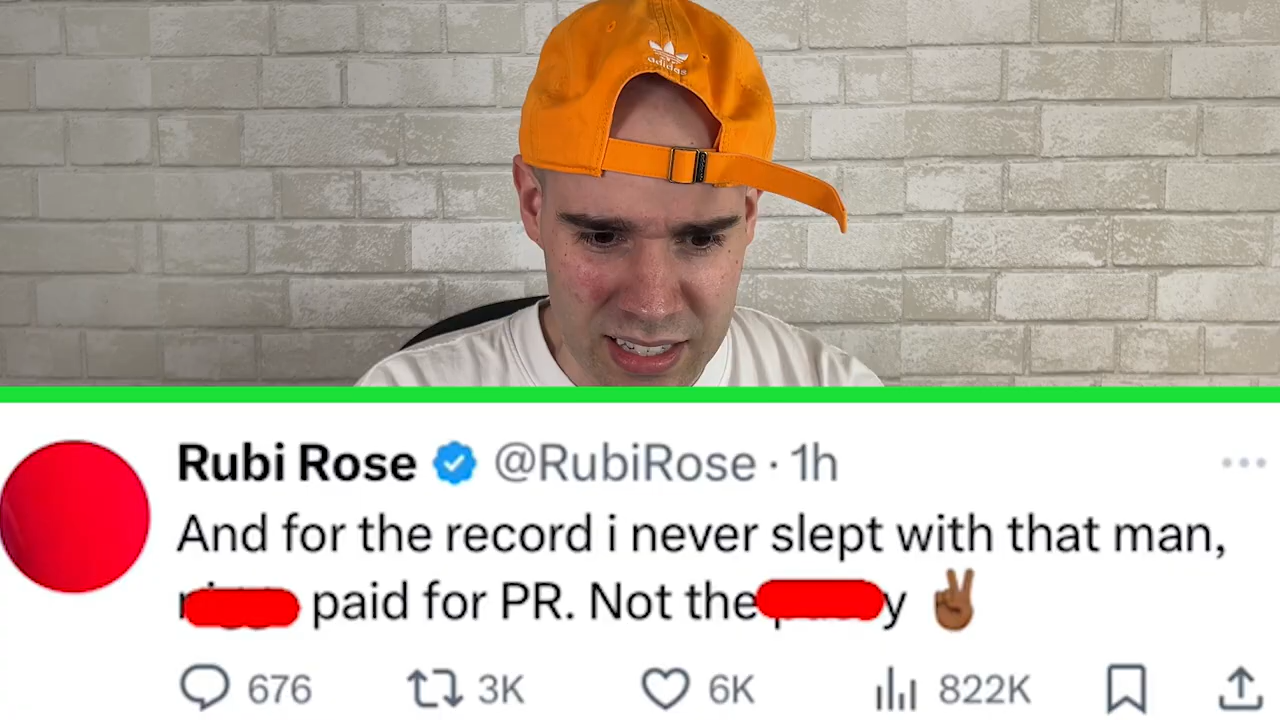 adidas
Rubi Rose @RubiRose · 1h
And for the record i never slept with that man,
paid for PR. Not the
676 3K 6K 822K